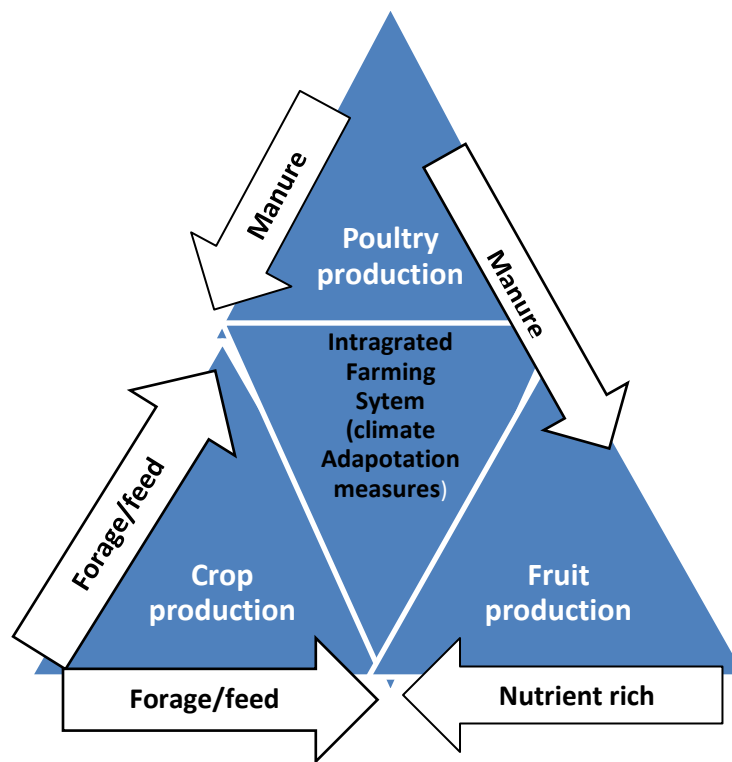 Manure
Manure
Poultry
production
Intragrated
Farming
Sytem
(climate
Adapotation
measures)
Forage/feed
Crop
production
Fruit
production
Forage/feed
Nutrient rich